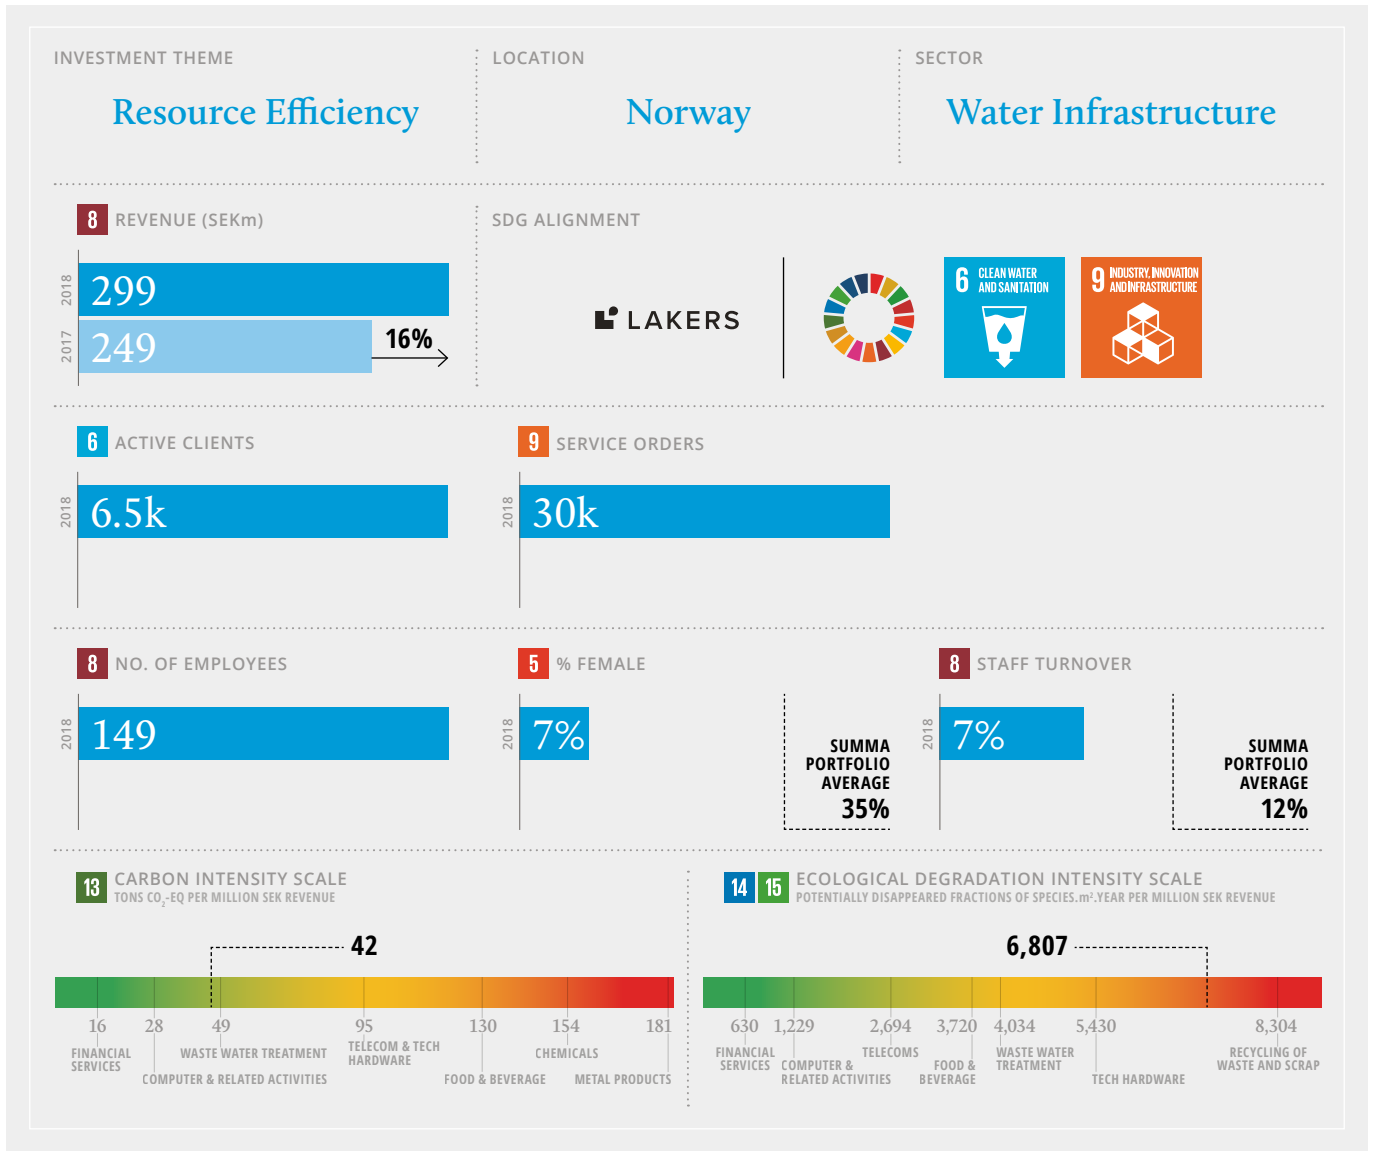 INVESTMENT THEME
Resource Efficiency
LOCATION
Norway
SECTOR
Water Infrastructure
8 REVENUE (SEKm)
2018
299
2017
249
16%
SDG ALIGNMENT
LAKERS
6 CLEAN WATER
AND SANITATION
9 INDUSTRY, INNOVATION
AND INFRASTRUCTURE
6 ACTIVE CLIENTS
2018
6.5k
9 SERVICE ORDERS
2018
30k
8 NO. OF EMPLOYEES
2018
149
5 % FEMALE
2018
7%
SUMMA
PORTFOLIO
AVERAGE
35%
8 STAFF TURNOVER
2018
7%
SUMMA
PORTFOLIO
AVERAGE
12%
13 CARBON INTENSITY SCALE
TONS CO₂-EQ PER MILLION SEK REVENUE
42
16 28 49 95 130 154 181
FINANCIAL
SERVICES
COMPUTER & RELATED ACTIVITIES
WASTE WATER TREATMENT
TELECOM & TECH
HARDWARE
FOOD & BEVERAGE
CHEMICALS
METAL PRODUCTS
14 15 ECOLOGICAL DEGRADATION INTENSITY SCALE
POTENTIALLY DISAPPEARED FRACTIONS OF SPECIES.m².YEAR PER MILLION SEK REVENUE
6,807
630 1,229 2,694 3,720 4,034 5,430 8,304
FINANCIAL
SERVICES
COMPUTER &
RELATED ACTIVITIES
TELECOMS
FOOD &
BEVERAGE
WASTE WATER
TREATMENT
TECH HARDWARE
RECYCLING OF
WASTE AND SCRAP